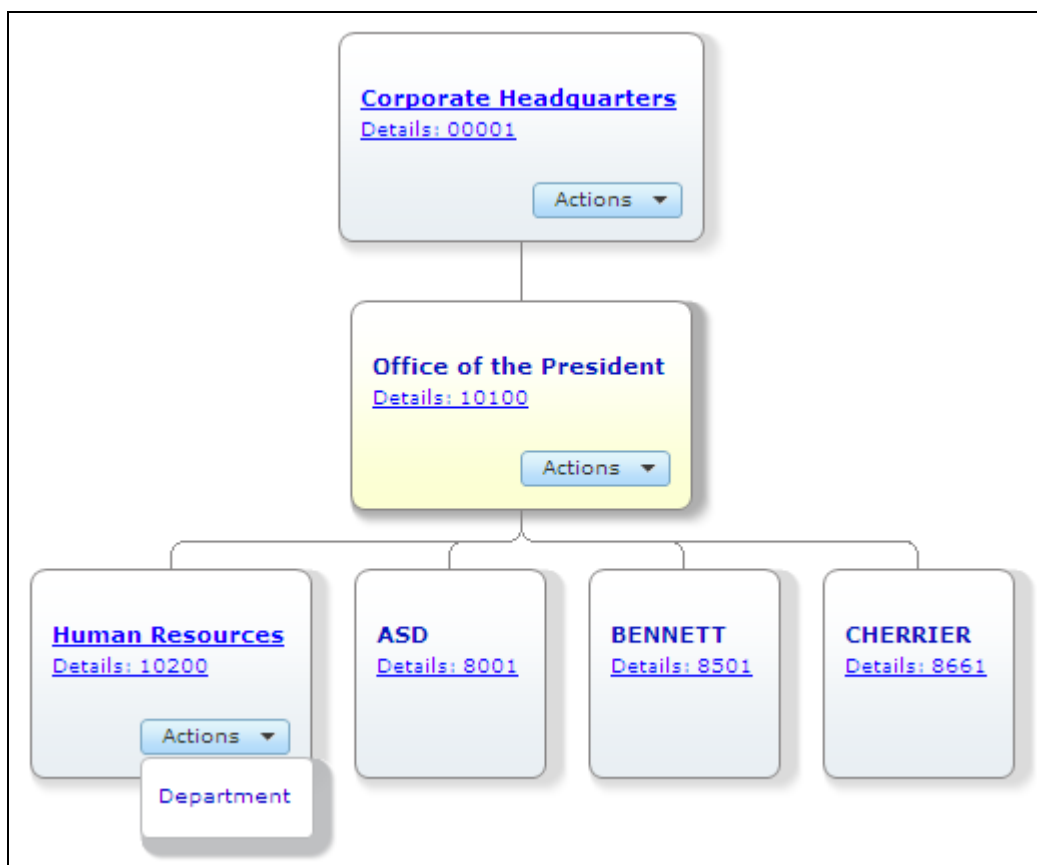 Corporate Headquarters
Details: 00001
Actions
Office of the President
Details: 10100
Actions
Human Resources
Details: 10200
Actions
Department
ASD
Details: 8001
BENNETT
Details: 8501
CHERRIER
Details: 8661